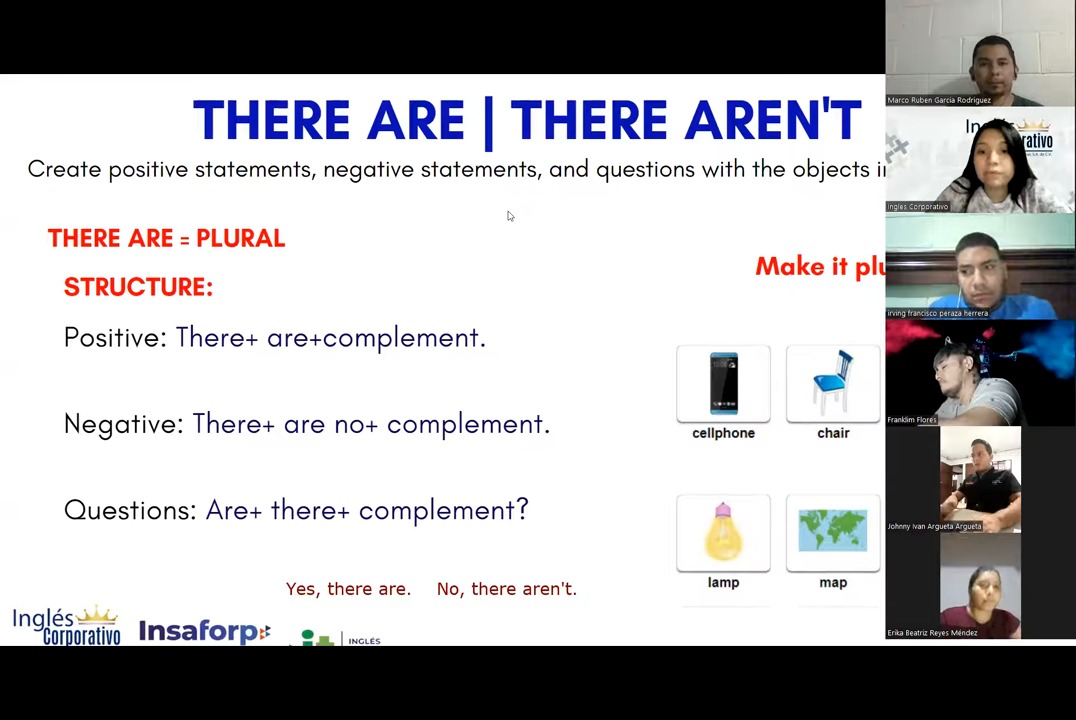 THERE ARE | THERE AREN'T
Create positive statements, negative statements, and questions with the objects in
THERE ARE = PLURAL
STRUCTURE:
Make it plu
Positive: There+ are+complement.
Negative: There+ are no+ complement.
Questions: Are+ there+ complement?
Yes, there are. No, there aren't.
cellphone
chair
lamp
map
Inglés
Corporativo
Insaforp
INGLÉS
Marco Ruben Garcia Rodriguez
Ingles Corporativo
irving francisco peraza herrera
Franklim Flores
Johnny Ivan Argueta Argueta
Erika Beatriz Reyes Méndez